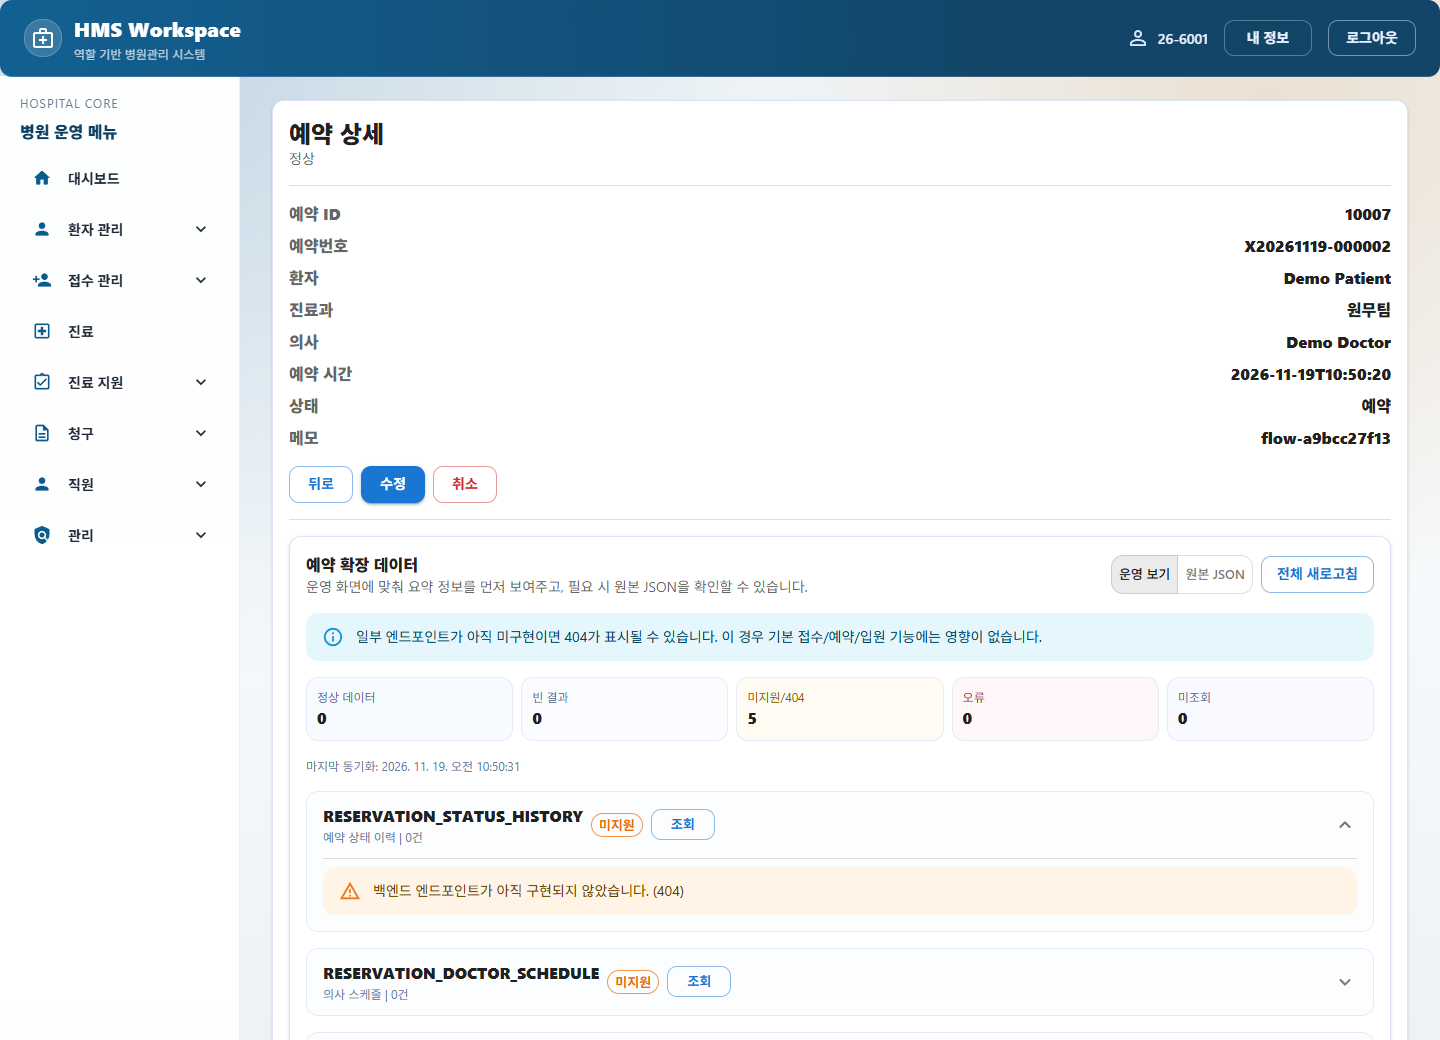 HMS Workspace
역할 기반 병원관리 시스템
26-6001
내 정보
로그아웃
HOSPITAL CORE
병원 운영 메뉴
대시보드
환자 관리
접수 관리
진료
진료 지원
청구
직원
관리
예약 상세
정상
예약 ID 10007
예약번호 X20261119-000002
환자 Demo Patient
진료과 원무팀
의사 Demo Doctor
예약 시간 2026-11-19T10:50:20
상태 예약
메모 flow-a9bcc27f13
뒤로 수정 취소
예약 확장 데이터
운영 화면에 맞춰 요약 정보를 먼저 보여주고, 필요 시 원본 JSON을 확인할 수 있습니다.
운영 보기 원본 JSON 전체 새로고침
일부 엔드포인트가 아직 미구현이면 404가 표시될 수 있습니다. 이 경우 기본 접수/예약/입원 기능에는 영향이 없습니다.
정상 데이터
0
빈 결과
0
미지원/404
5
오류
0
미조회
0
마지막 동기화: 2026. 11. 19. 오전 10:50:31
RESERVATION_STATUS_HISTORY
미지원 조회
예약 상태 이력 | 0건
백엔드 엔드포인트가 아직 구현되지 않았습니다. (404)
RESERVATION_DOCTOR_SCHEDULE
미지원 조회
의사 스케줄 | 0건